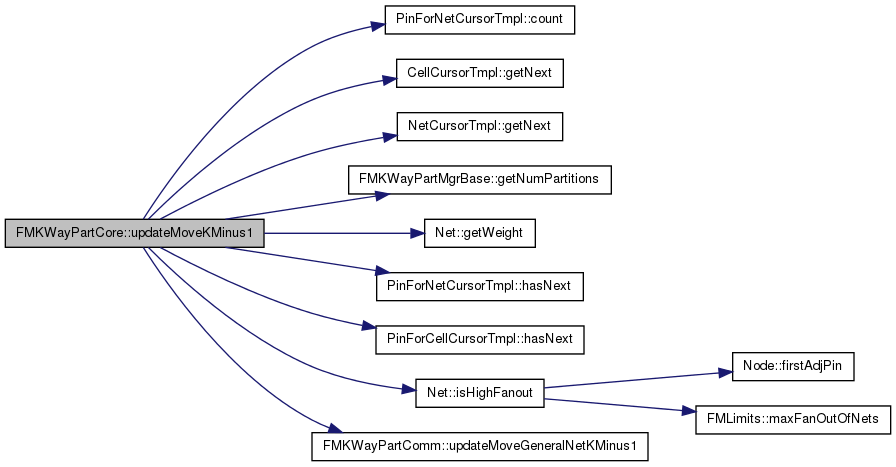 PinForNetCursorTmpl::count
CellCursorTmpl::getNext
NetCursorTmpl::getNext
FMKWayPartMgrBase::getNumPartitions
FMKWayPartCore::updateMoveKMinus1
Net::getWeight
PinForNetCursorTmpl::hasNext
PinForCellCursorTmpl::hasNext
Node::firstAdjPin
Net::isHighFanout
FMLimits::maxFanOutOfNets
FMKWayPartComm::updateMoveGeneralNetKMinus1